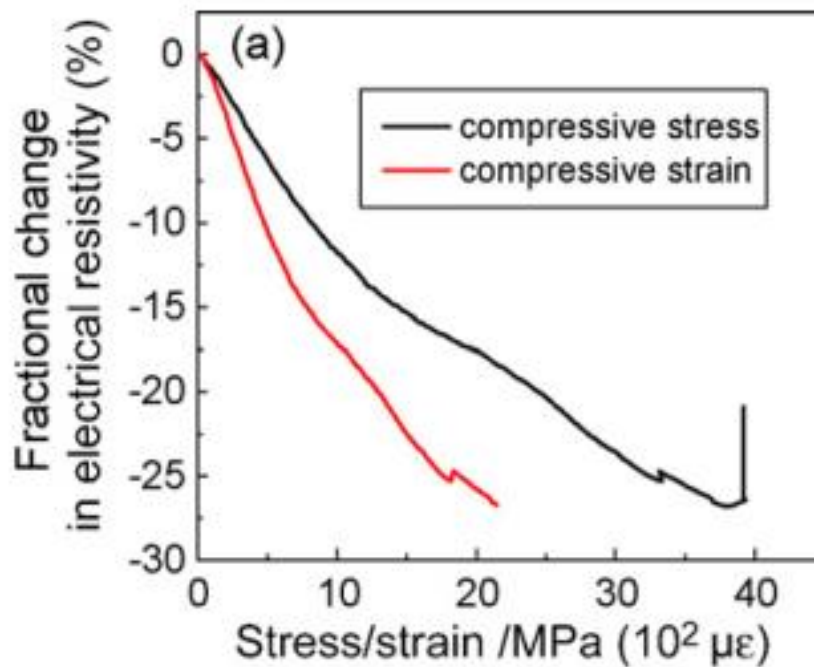 (a)
compressive stress
compressive strain
Fractional change
in electrical resistivity (%)
0
-5
-10
-15
-20
-25
-30
0 10 20 30 40
Stress/strain /MPa (10² με)